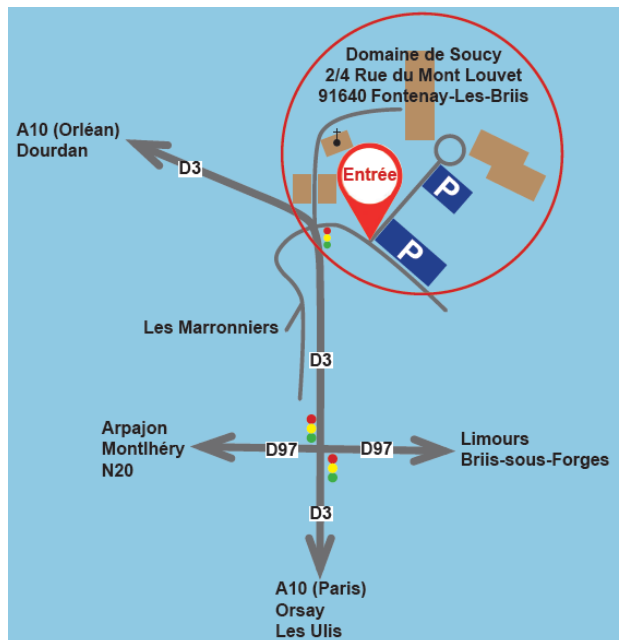 Domaine de Soucy
2/4 Rue du Mont Louvet
91640 Fontenay-Les-Briis
A10 (Orléan)
Dourdan
D3
Entrée
P
P
Les Marronniers
D3
Arpajon
Montlhéry
N20
D97
D97
Limours
Briis-sous-Forges
D3
A10 (Paris)
Orsay
Les Ulis